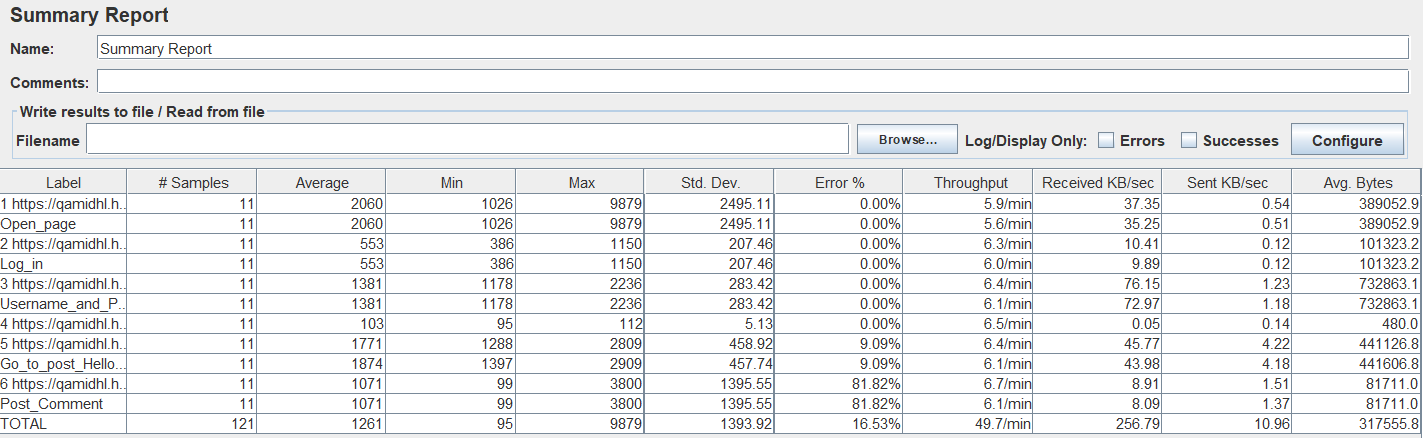 Summary Report
Name: Summary Report
Comments:
Write results to file / Read from file
Filename Browse... Log/Display Only: Errors Successes Configure
Label # Samples Average Min Max Std. Dev. Error % Throughput Received KB/sec Sent KB/sec Avg. Bytes
1 https://qamidhl.h.. 11 2060 1026 9879 2495.11 0.00% 5.9/min 37.35 0.54 389052.9
Open_page 11 2060 1026 9879 2495.11 0.00% 5.6/min 35.25 0.51 389052.9
2 https://qamidhl.h.. 11 553 386 1150 207.46 0.00% 6.3/min 10.41 0.12 101323.2
Log_in 11 553 386 1150 207.46 0.00% 6.0/min 9.89 0.12 101323.2
3 https://qamidhl.h.. 11 1381 1178 2236 283.42 0.00% 6.4/min 76.15 1.23 732863.1
Username_and_P.. 11 1381 1178 2236 283.42 0.00% 6.1/min 72.97 1.18 732863.1
4 https://qamidhl.h.. 11 103 95 112 5.13 0.00% 6.5/min 0.05 0.14 480.0
5 https://qamidhl.h.. 11 1771 1288 2809 458.92 9.09% 6.4/min 45.77 4.22 441126.8
Go_to_post_Hello... 11 1874 1397 2909 457.74 9.09% 6.1/min 43.98 4.18 441606.8
6 https://qamidhl.h.. 11 1071 99 3800 1395.55 81.82% 6.7/min 8.91 1.51 81711.0
Post_Comment 11 1071 99 3800 1395.55 81.82% 6.1/min 8.09 1.37 81711.0
TOTAL 121 1261 95 9879 1393.92 16.53% 49.7/min 256.79 10.96 317555.8